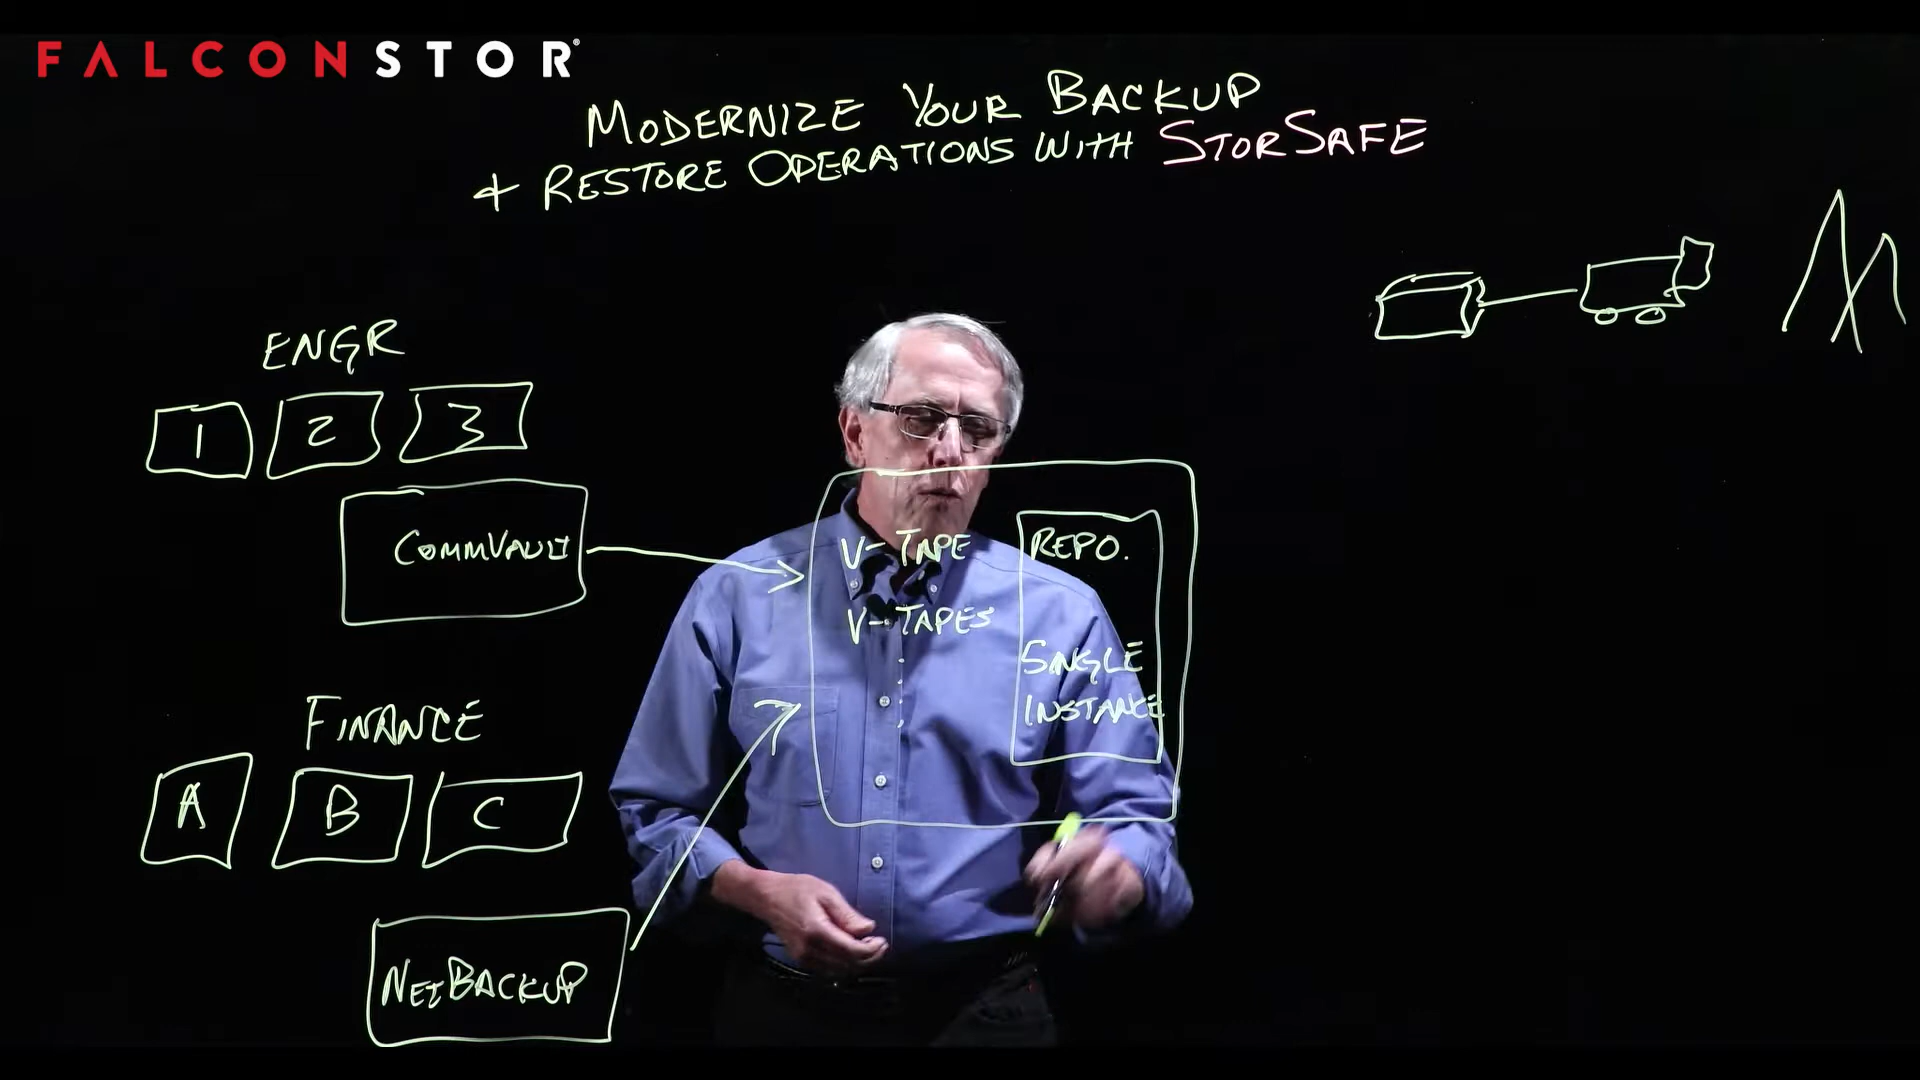 FALCONSTOR®
MODERNIZE YOUR BACKUP
+ RESTORE OPERATIONS WITH STORSAFE
ENGR
1 2 3
COMMVAULT
V-TAPE
V-TAPES
REPO.
SINGLE
INSTANCE
FINANCE
A B C
NETBACKUP